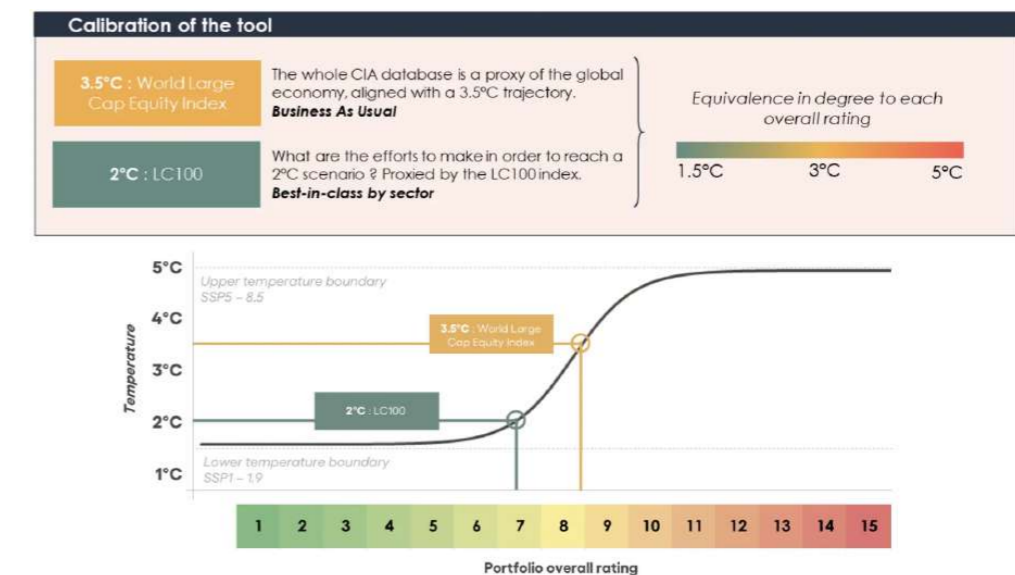 Calibration of the tool
3.5°C : World Large
Cap Equity Index
The whole CIA database is a proxy of the global
economy, aligned with a 3.5°C trajectory.
Business As Usual
2°C : LC100
What are the efforts to make in order to reach a
2°C scenario ? Proxied by the LC100 index.
Best-in-class by sector
Equivalence in degree to each
overall rating
1.5°C 3°C 5°C
5°C
Upper temperature boundary
SSP5 – 8.5
4°C
3.5°C : World Large
Cap Equity Index
3°C
Temperature
2°C : LC100
2°C
Lower temperature boundary
SSP1 – 1.9
1°C
1 2 3 4 5 6 7 8 9 10 11 12 13 14 15
Portfolio overall rating